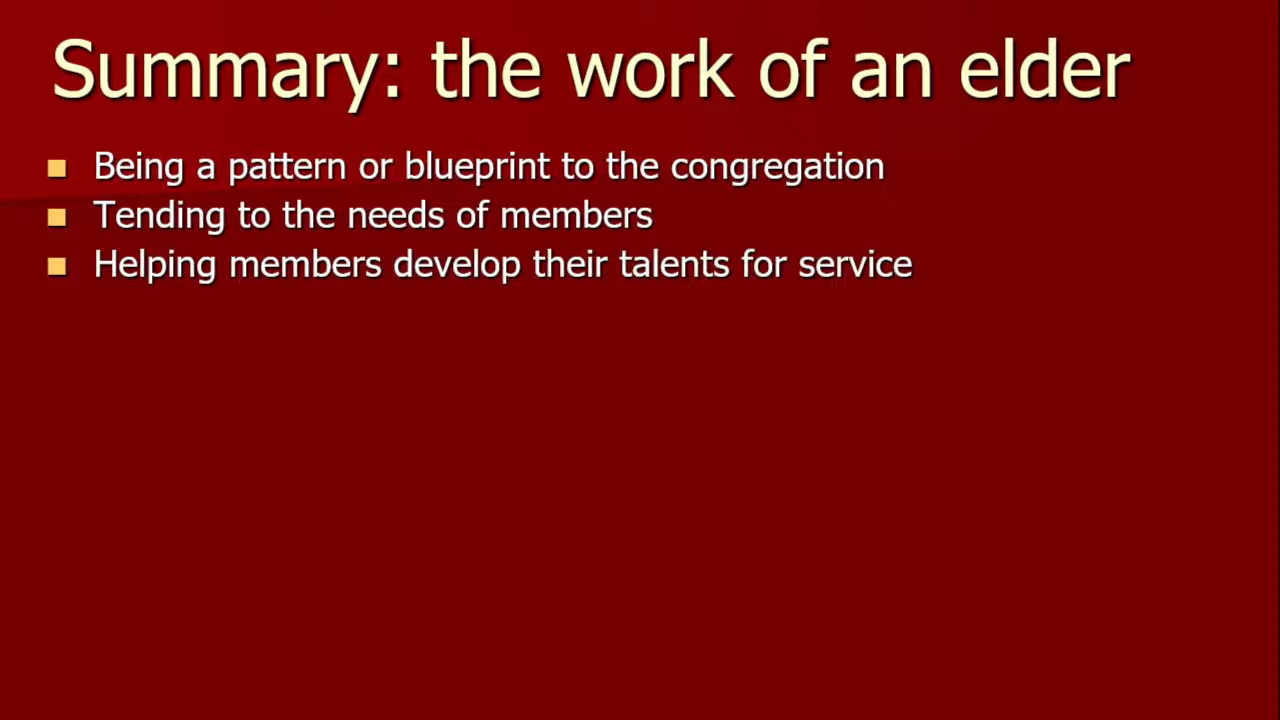 Summary: the work of an elder
Being a pattern or blueprint to the congregation
Tending to the needs of members
Helping members develop their talents for service